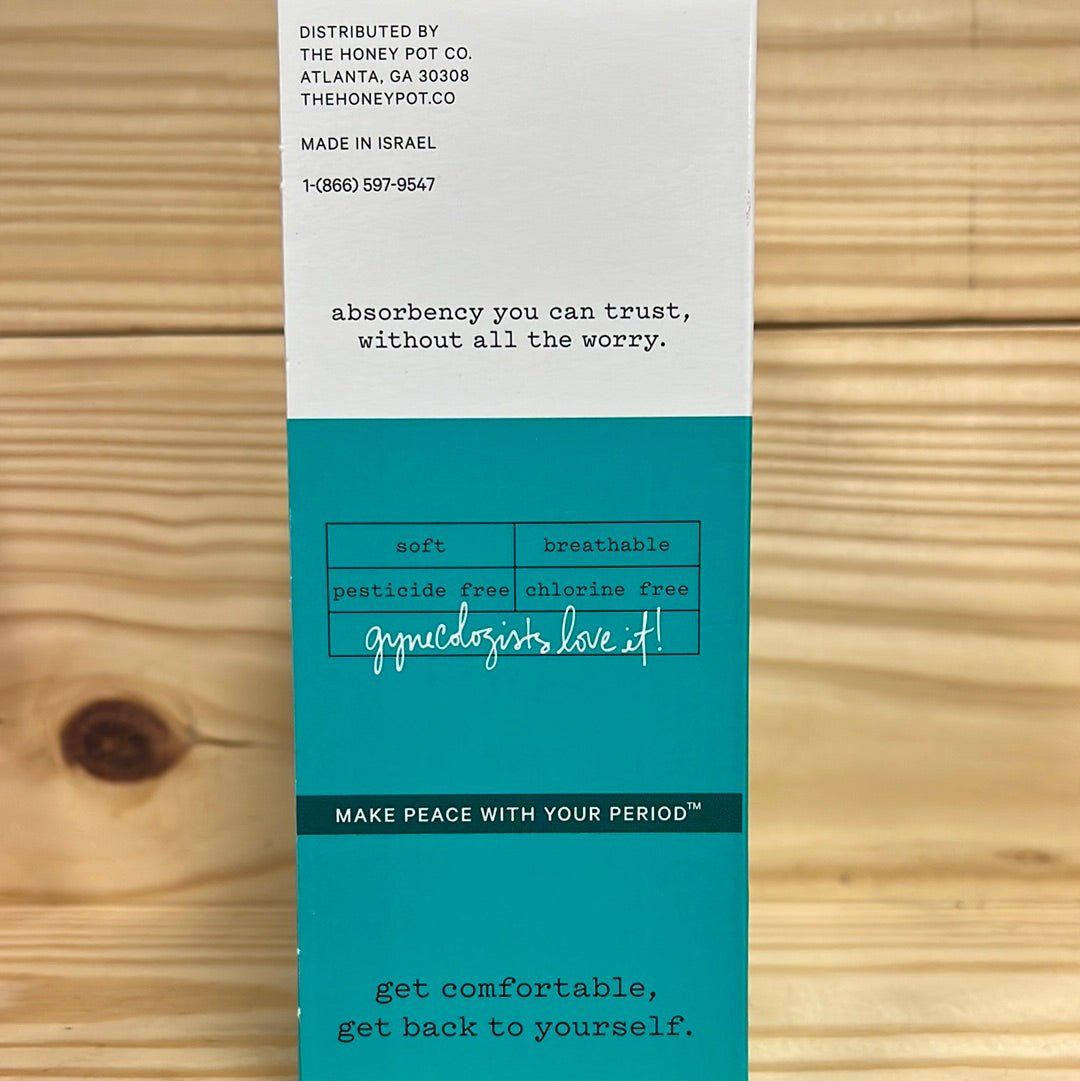 DISTRIBUTED BY
THE HONEY POT CO.
ATLANTA, GA 30308
THEHONEYPOT.CO
MADE IN ISRAEL
1-(866) 597-9547
absorbency you can trust,
without all the worry.
soft breathable
pesticide free chlorine free
gynecologists love it!
MAKE PEACE WITH YOUR PERIOD™
get comfortable,
get back to yourself.